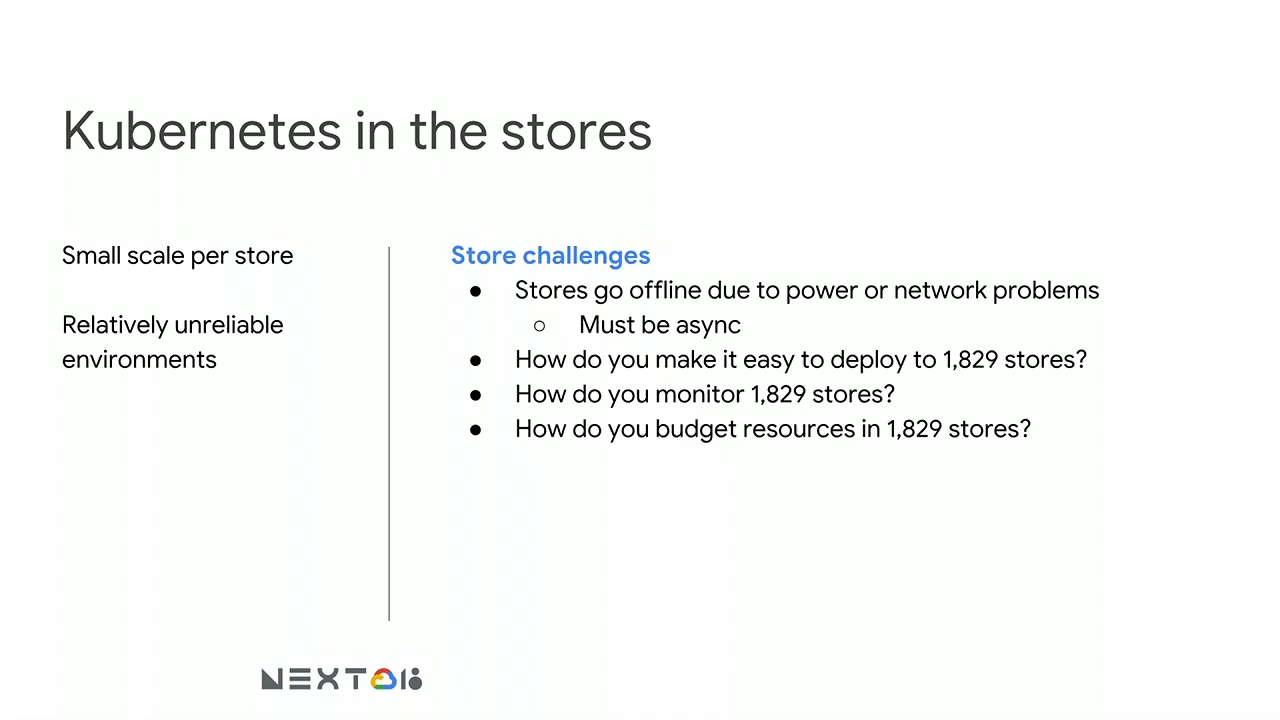 Kubernetes in the stores
Small scale per store
Relatively unreliable
environments
Store challenges
● Stores go offline due to power or network problems
○ Must be async
● How do you make it easy to deploy to 1,829 stores?
● How do you monitor 1,829 stores?
● How do you budget resources in 1,829 stores?
NEXT 18